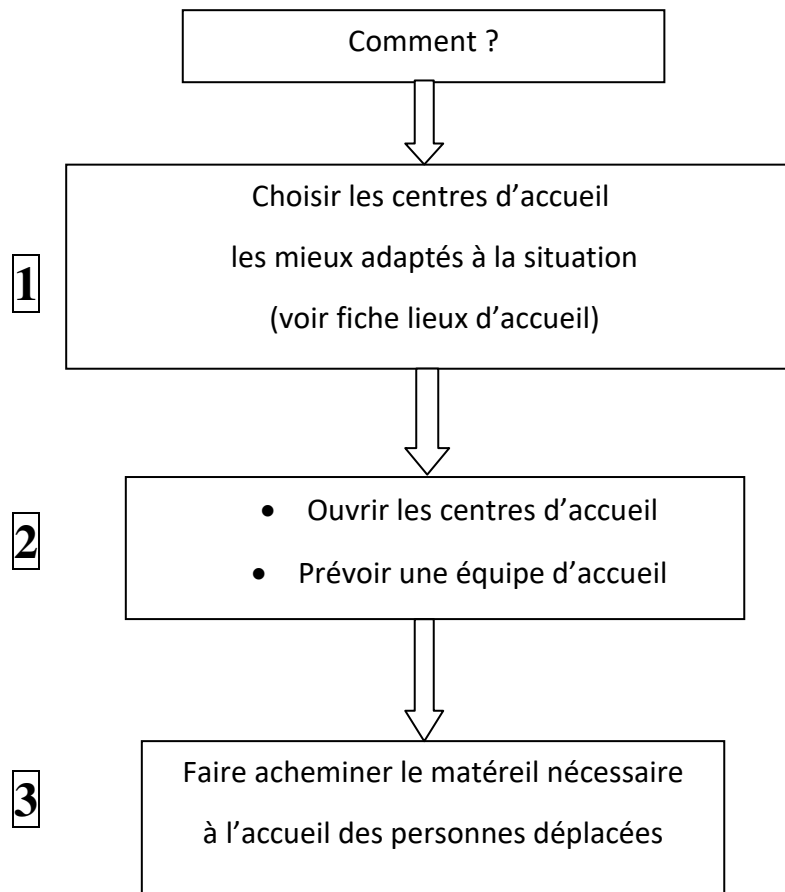 Comment ?
Choisir les centres d’accueil
les mieux adaptés à la situation
(voir fiche lieux d’accueil)
1
• Ouvrir les centres d’accueil
• Prévoir une équipe d’accueil
2
Faire acheminer le matéreil nécessaire
à l’accueil des personnes déplacées
3